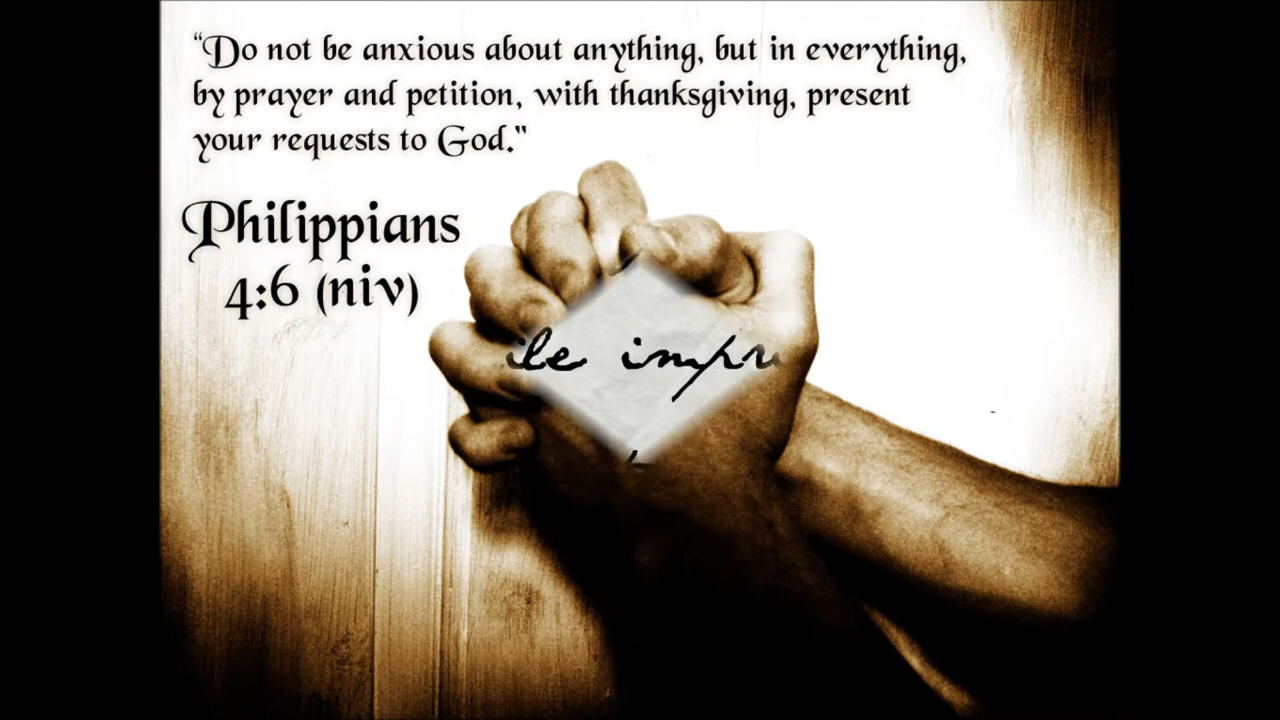 “Do not be anxious about anything, but in everything,
by prayer and petition, with thanksgiving, present
your requests to God."
Philippians
4:6 (niv)